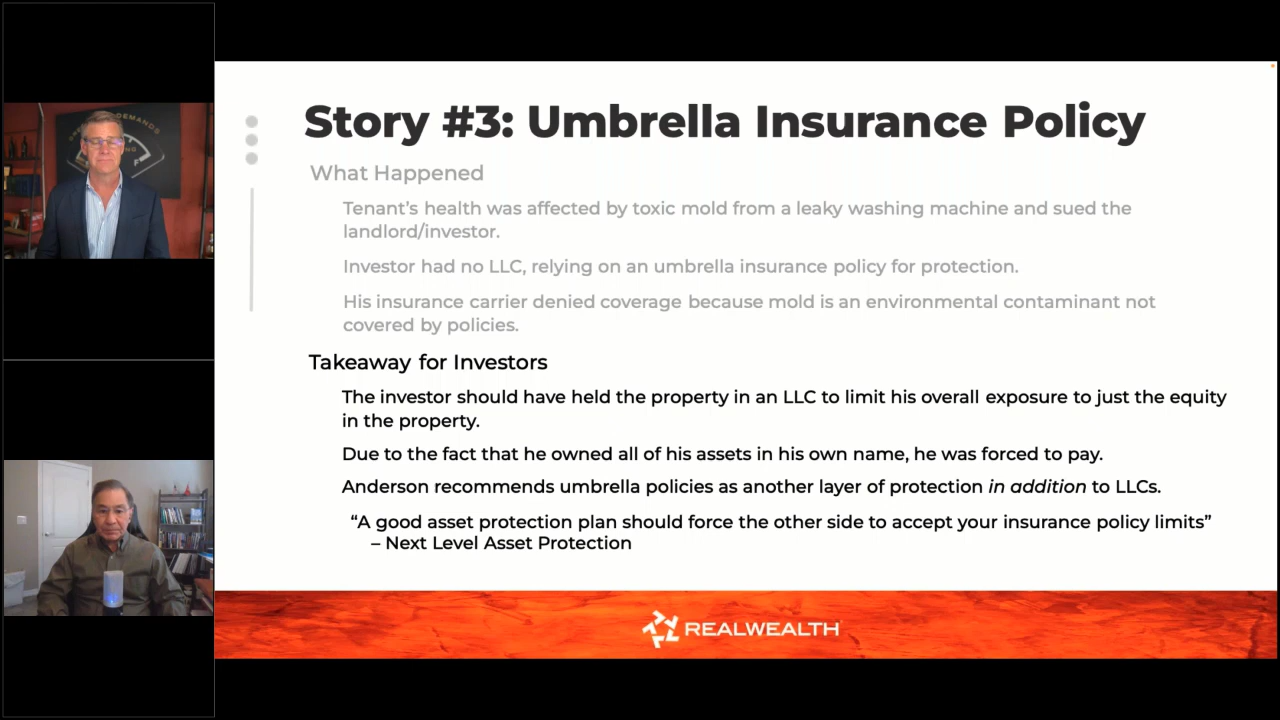 Story #3: Umbrella Insurance Policy
What Happened
Tenant's health was affected by toxic mold from a leaky washing machine and sued the
landlord/investor.
Investor had no LLC, relying on an umbrella insurance policy for protection.
His insurance carrier denied coverage because mold is an environmental contaminant not
covered by policies.
Takeaway for Investors
The investor should have held the property in an LLC to limit his overall exposure to just the equity
in the property.
Due to the fact that he owned all of his assets in his own name, he was forced to pay.
Anderson recommends umbrella policies as another layer of protection in addition to LLCs.
“A good asset protection plan should force the other side to accept your insurance policy limits”
– Next Level Asset Protection
REALWEALTH